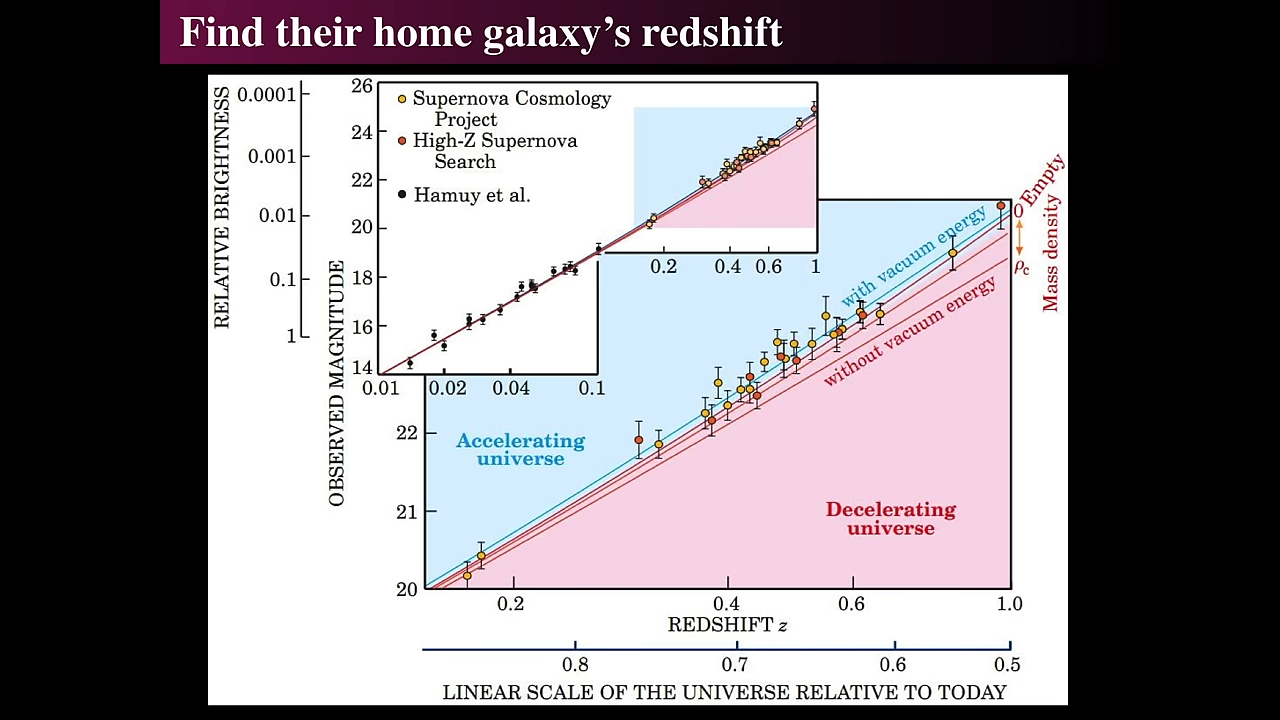 Find their home galaxy's redshift
RELATIVE BRIGHTNESS
0.0001
0.001
0.01
0.1
1
OBSERVED MAGNITUDE
26
24
22
20
18
16
14
0.01
0.02
0.04
0.1
0.2
0.4
0.6
1
Supernova Cosmology
Project
High-Z Supernova
Search
Hamuy et al.
with vacuum energy
without vacuum energy
0
Empty
ρc
Mass density
Accelerating
universe
Decelerating
universe
22
21
20
0.2
0.4
0.6
1.0
REDSHIFT z
0.8
0.7
0.6
0.5
LINEAR SCALE OF THE UNIVERSE RELATIVE TO TODAY